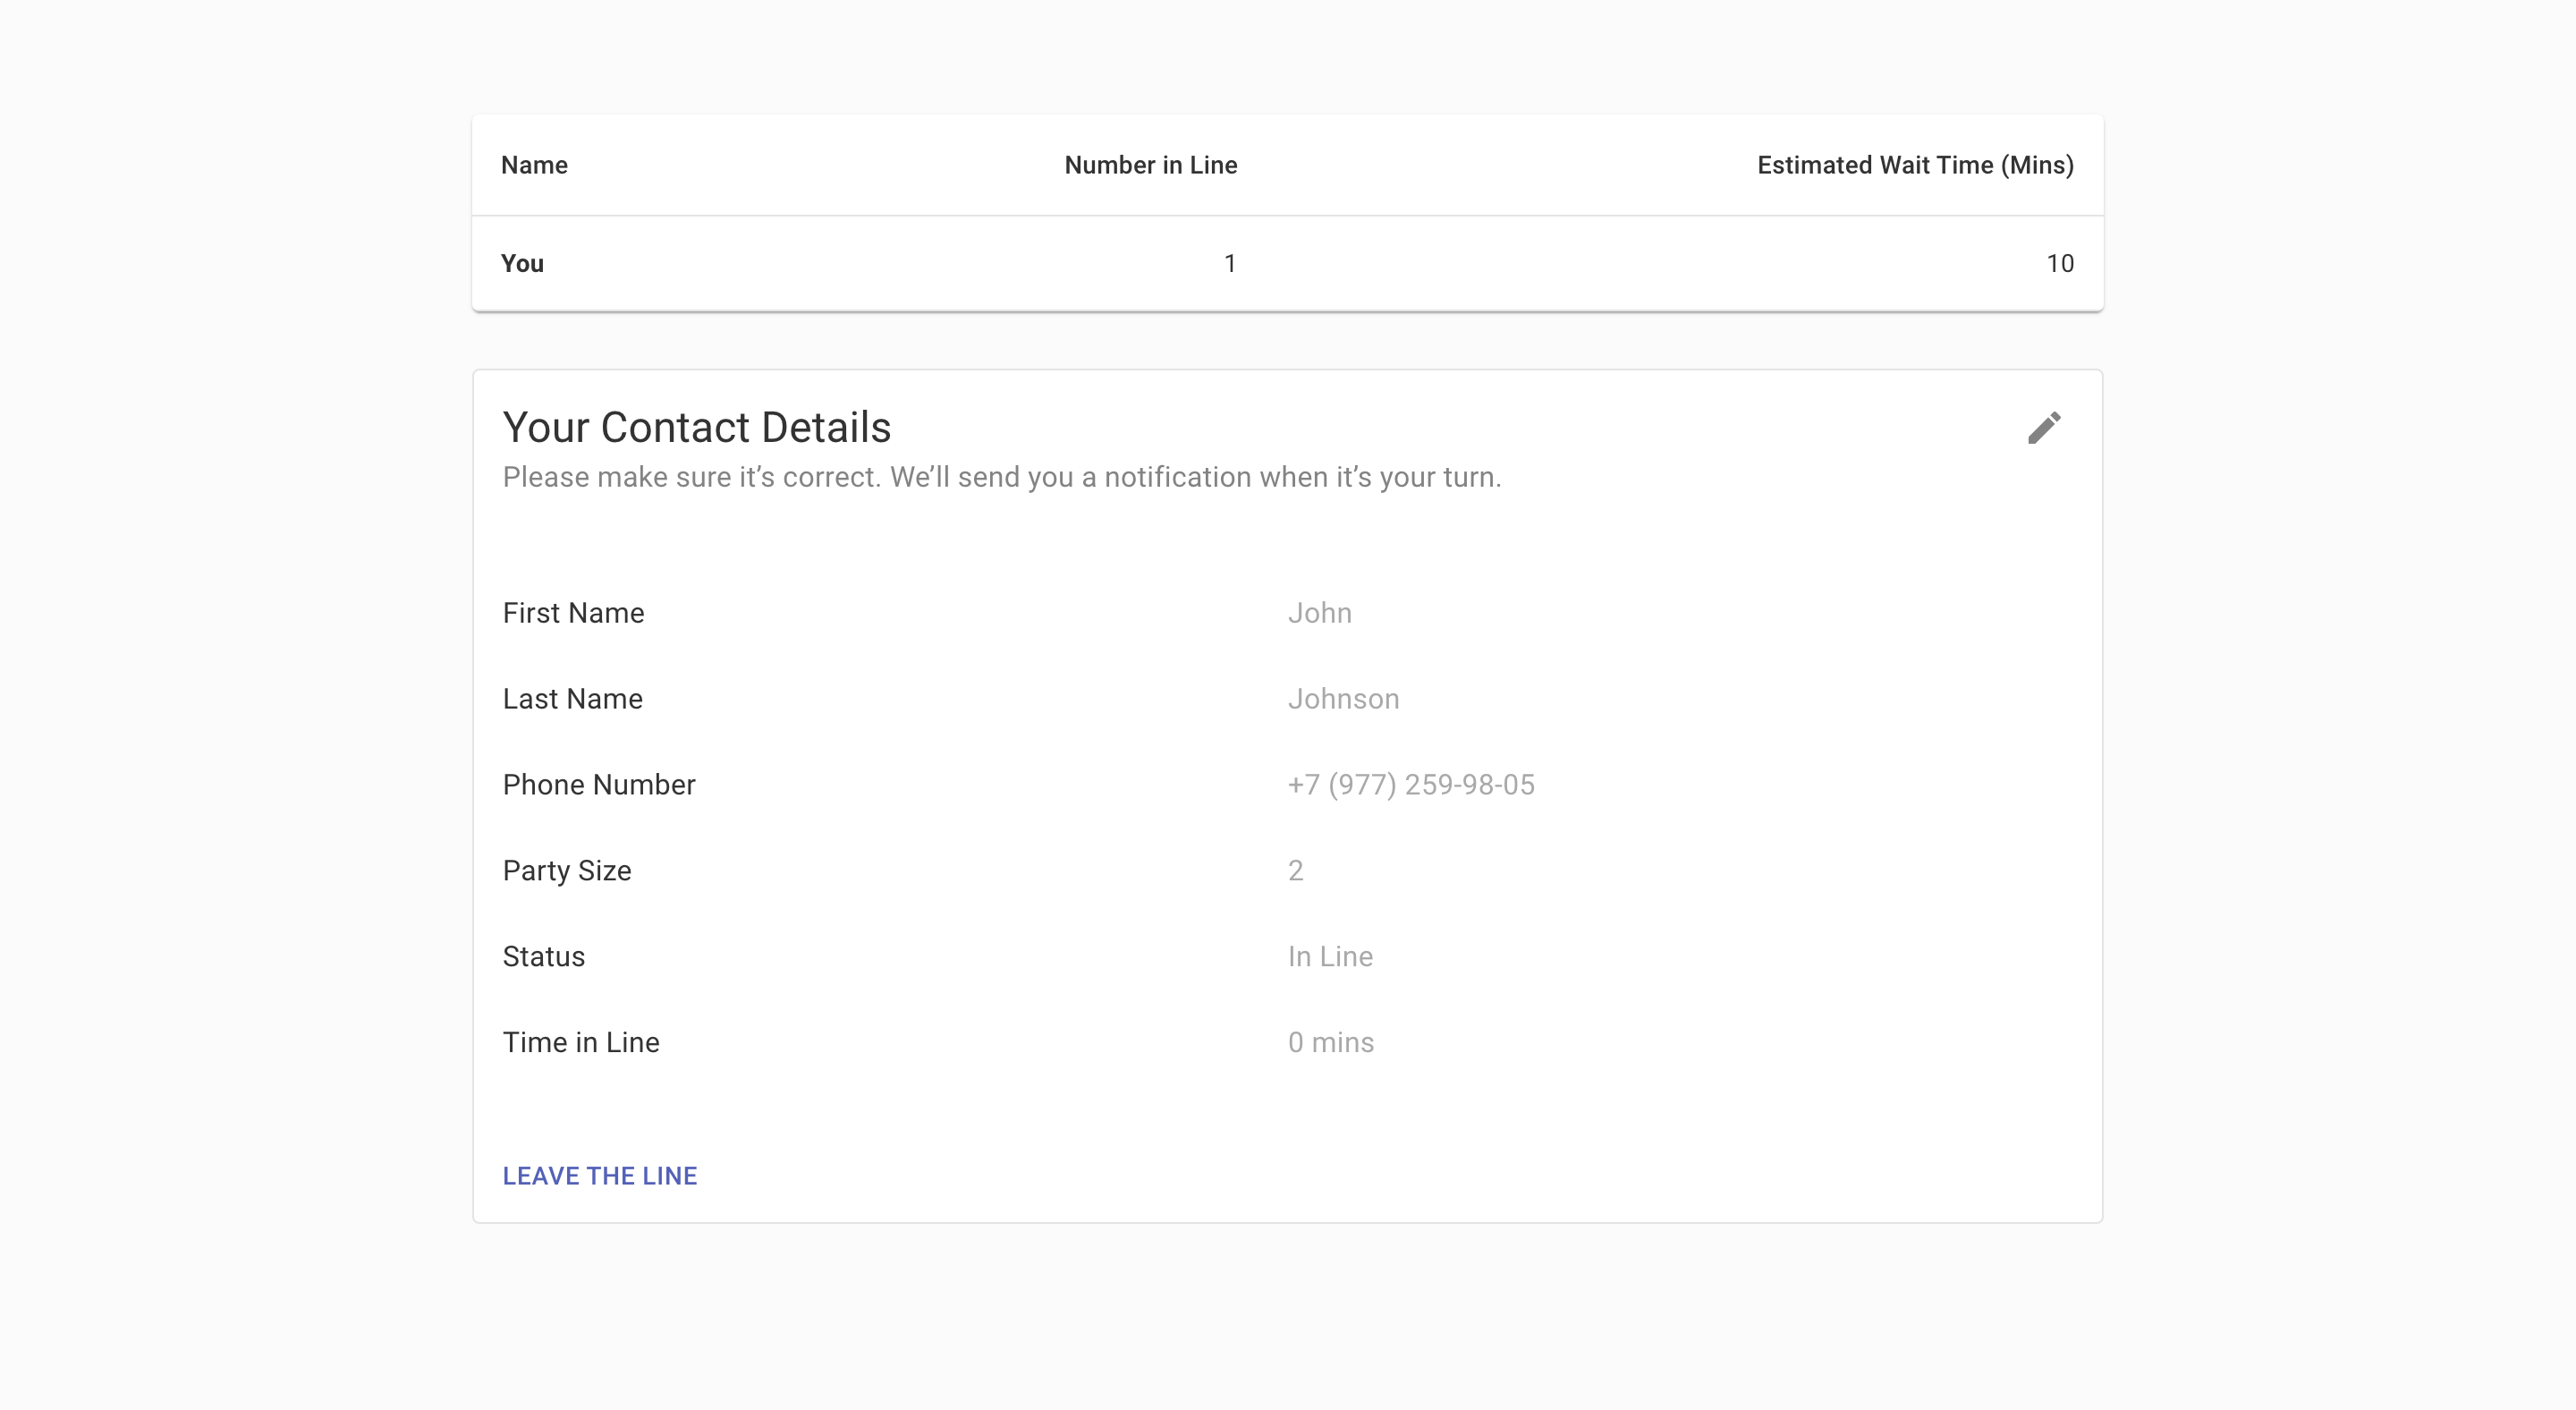 Name Number in Line Estimated Wait Time (Mins)
You 1 10
Your Contact Details
Please make sure it’s correct. We’ll send you a notification when it’s your turn.
First Name John
Last Name Johnson
Phone Number +7 (977) 259-98-05
Party Size 2
Status In Line
Time in Line 0 mins
LEAVE THE LINE